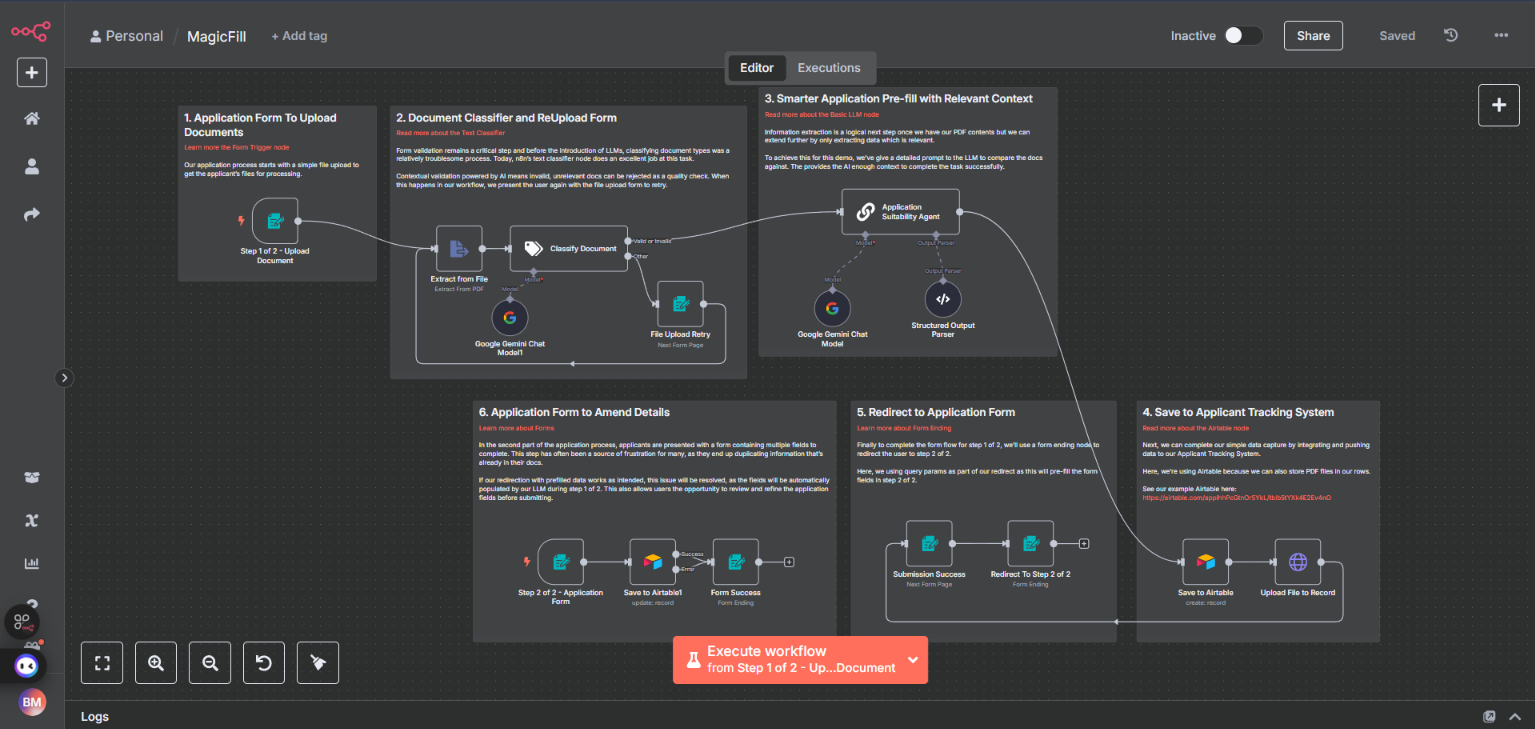 Personal / MagicFill + Add tag
Inactive Share Saved
Editor Executions
1. Application Form To Upload
Documents
Learn more the Form Trigger node
Our application process starts with a simple file upload to
get the applicant's files for processing.
Step 1 of 2 - Upload
Document
2. Document Classifier and ReUpload Form
Read more about the Text Classifier
Form validation remains a critical step and before the introduction of LLMs, classifying document types was a
relatively troublesome process. Today, n8n's text classifier node does an excellent job at this task.
Contextual validation powered by AI means invalid, unrelevant docs can be rejected as a quality check. When
this happens in our workflow, we present the user again with the file upload form to retry.
Extract from File
Extract From PDF
Classify Document
Valid or Invalid
Other
Model*
Model
Google Gemini Chat
Model1
File Upload Retry
Next Form Page
3. Smarter Application Pre-fill with Relevant Context
Read more about the Basic LLM node
Information extraction is a logical next step once we have our PDF contents but we can
extend further by only extracting data which is relevant.
To achieve this for this demo, we've give a detailed prompt to the LLM to compare the docs
against. The provides the AI enough context to complete the task successfully.
Application
Suitability Agent
Model*
Output Parser
Model
Output Parser
Google Gemini Chat
Model
Structured Output
Parser
6. Application Form to Amend Details
Learn more about Forms
In the second part of the application process, applicants are presented with a form containing multiple fields to
complete. This step has often been a source of frustration for many, as they end up duplicating information that's
already in their docs.
If our redirection with prefilled data works as intended, this issue will be resolved, as the fields will be automatically
populated by our LLM during step 1 of 2. This also allows users the opportunity to review and refine the application
fields before submitting.
Step 2 of 2 - Application
Form
Save to Airtable1
update: record
Success
Error
Form Success
Form Ending
5. Redirect to Application Form
Learn more about Form Ending
Finally to complete the form flow for step 1 of 2, we'll use a form ending node to
redirect the user to step 2 of 2.
Here, we using query params as part of our redirect as this will pre-fill the form
fields in step 2 of 2.
Submission Success
Next Form Page
Redirect To Step 2 of 2
Form Ending
4. Save to Applicant Tracking System
Read more about the Airtable node
Next, we can complete our simple data capture by integrating and pushing
data to our Applicant Tracking System.
Here, we're using Airtable because we can also store PDF files in our rows.
See our example Airtable here:
Save to Airtable
create: record
Upload File to Record
Execute workflow
from Step 1 of 2 - Up...Document
BM
Logs